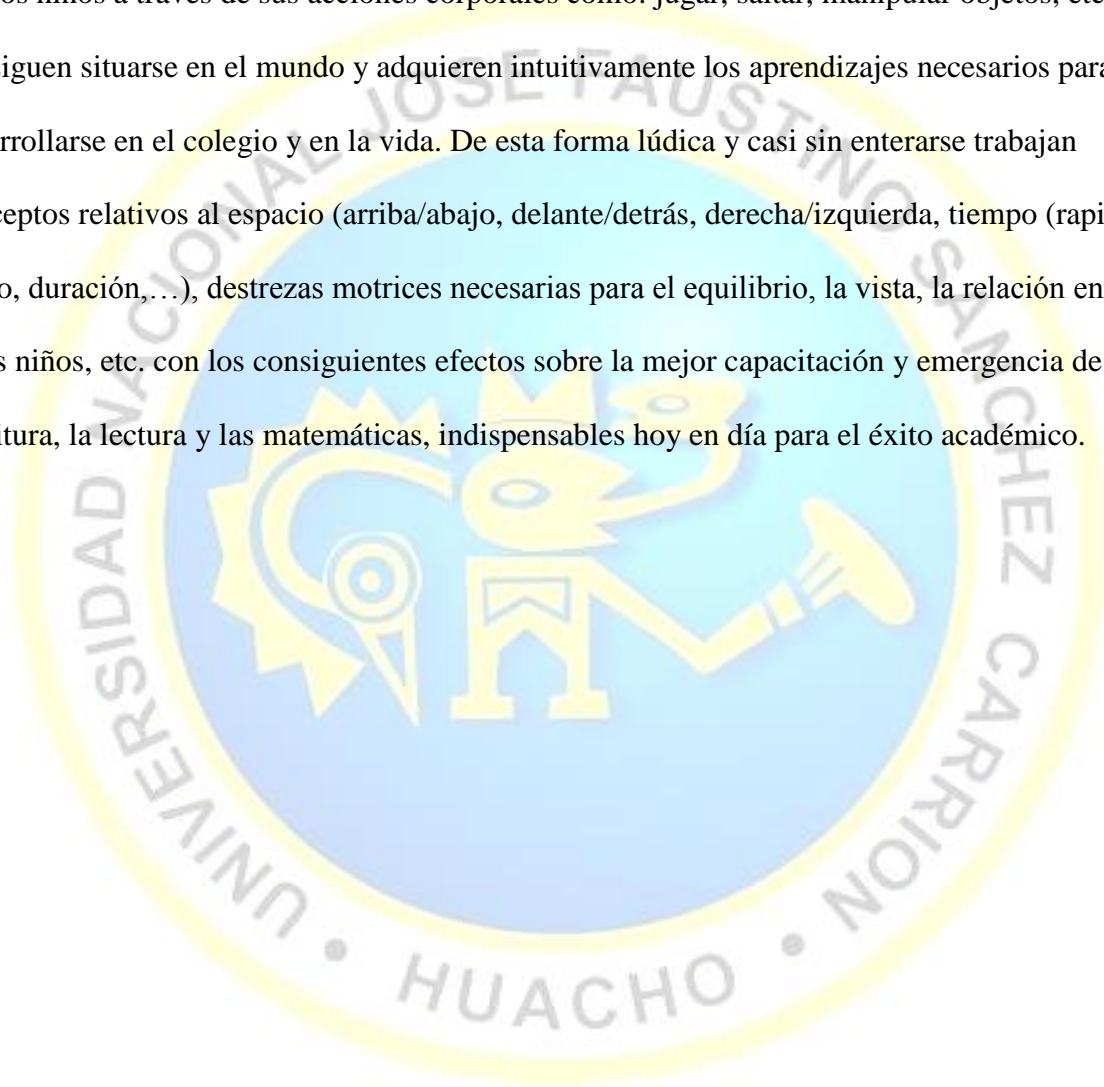 os niños a través de sus acciones corporales como: jugar, saltar, manipular objetos, etc
siguen situarse en el mundo y adquieren intuitivamente los aprendizajes necesarios para
rrollarse en el colegio y en la vida. De esta forma lúdica y casi sin enterarse trabajan
ceptos relativos al espacio (arriba/abajo, delante/detrás, derecha/izquierda, tiempo (rapi
o, duración,…), destrezas motrices necesarias para el equilibrio, la vista, la relación en
s niños, etc. con los consiguientes efectos sobre la mejor capacitación y emergencia de
itura, la lectura y las matemáticas, indispensables hoy en día para el éxito académico.
UNIVERSIDAD NACIONAL JOSE FAUSTINO SANCHEZ CARRION
• HUACHO •